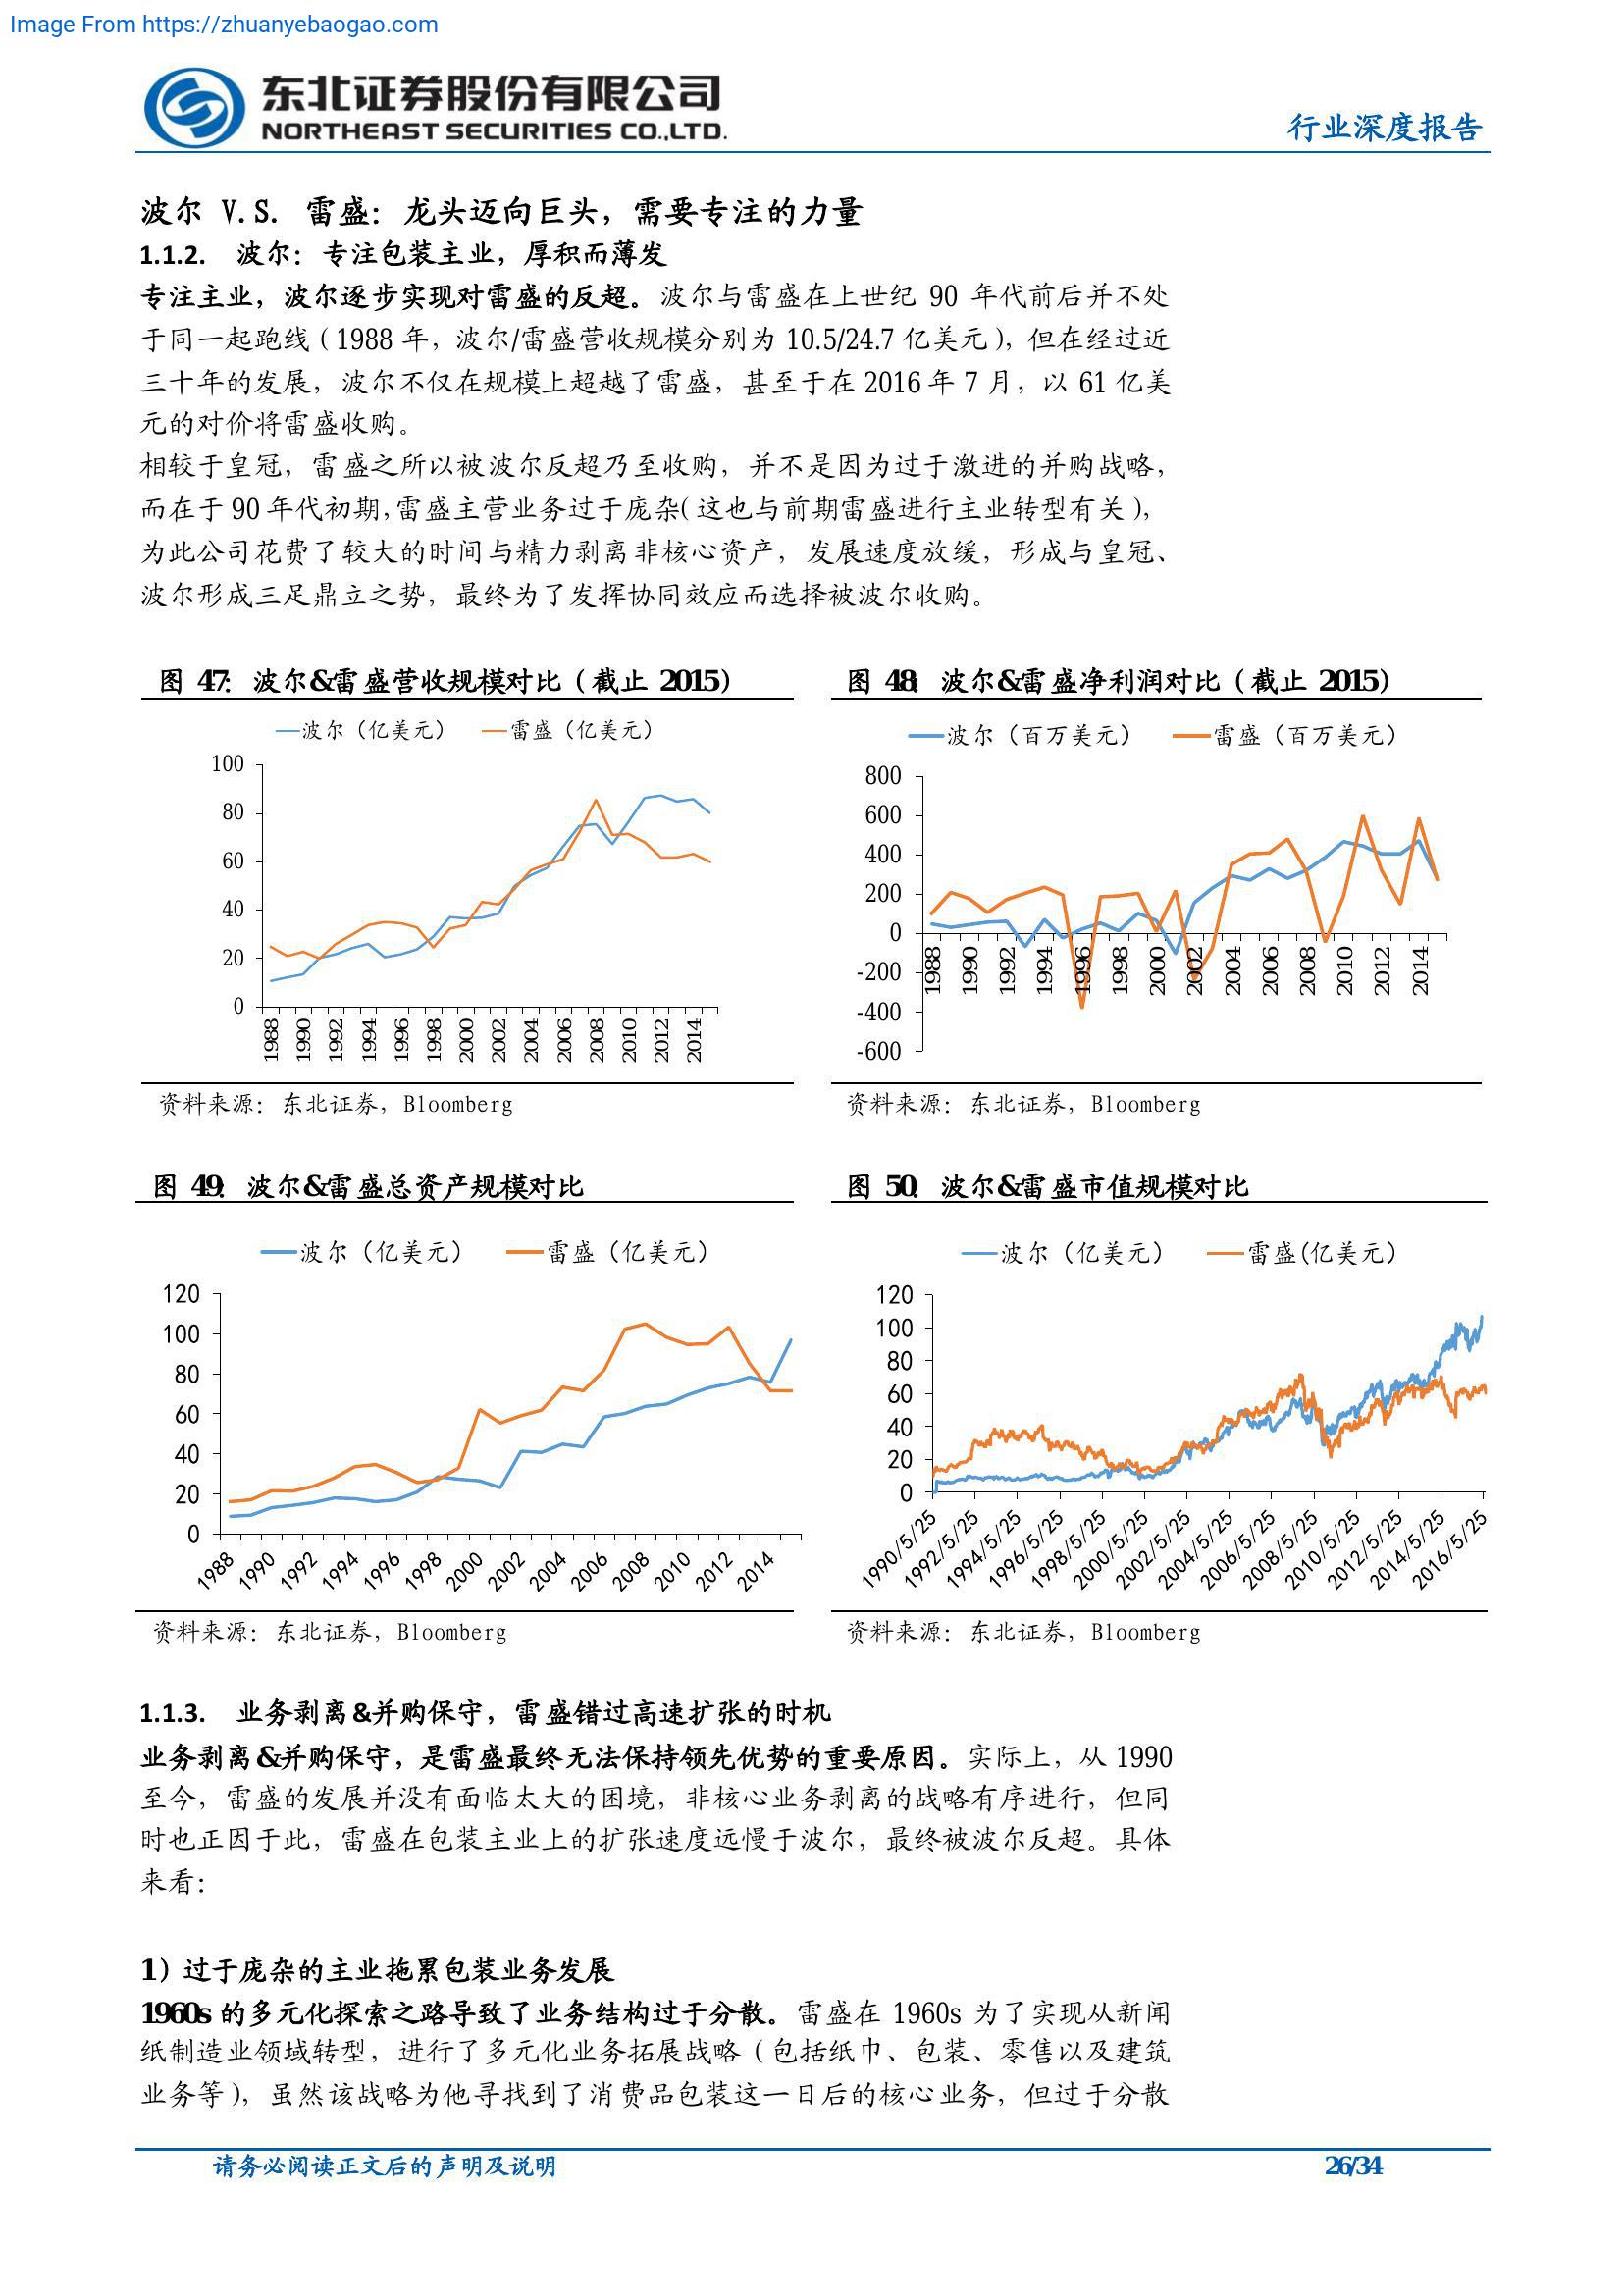 Image From https://zhuanyebaogao.com
东北证券股份有限公司
NORTHEAST SECURITIES CO.,LTD.
行业深度报告
波尔 V.S. 雷盛：龙头迈向巨头，需要专注的力量
1.1.2. 波尔：专注包装主业，厚积而薄发
专注主业，波尔逐步实现对雷盛的反超。波尔与雷盛在上世纪 90 年代前后并不处
于同一起跑线（1988 年，波尔/雷盛营收规模分别为 10.5/24.7 亿美元），但在经过近
三十年的发展，波尔不仅在规模上超越了雷盛，甚至于在 2016 年 7 月，以 61 亿美
元的对价将雷盛收购。
相较于皇冠，雷盛之所以被波尔反超乃至收购，并不是因为过于激进的并购战略，
而在于 90 年代初期，雷盛主营业务过于庞杂（这也与前期雷盛进行主业转型有关），
为此公司花费了较大的时间与精力剥离非核心资产，发展速度放缓，形成与皇冠、
波尔形成三足鼎立之势，最终为了发挥协同效应而选择被波尔收购。
图 47：波尔&雷盛营收规模对比（截止 2015）
波尔（亿美元） 雷盛（亿美元）
100
80
60
40
20
0
1988 1990 1992 1994 1996 1998 2000 2002 2004 2006 2008 2010 2012 2014
资料来源：东北证券，Bloomberg
图 48：波尔&雷盛净利润对比（截止 2015）
波尔（百万美元） 雷盛（百万美元）
800
600
400
200
0
-200
-400
-600
1988 1990 1992 1994 1996 1998 2000 2002 2004 2006 2008 2010 2012 2014
资料来源：东北证券，Bloomberg
图 49：波尔&雷盛总资产规模对比
波尔（亿美元） 雷盛（亿美元）
120
100
80
60
40
20
0
1988 1990 1992 1994 1996 1998 2000 2002 2004 2006 2008 2010 2012 2014
资料来源：东北证券，Bloomberg
图 50：波尔&雷盛市值规模对比
波尔（亿美元） 雷盛(亿美元）
120
100
80
60
40
20
0
1990/5/25 1992/5/25 1994/5/25 1996/5/25 1998/5/25 2000/5/25 2002/5/25 2004/5/25 2006/5/25 2008/5/25 2010/5/25 2012/5/25 2014/5/25 2016/5/25
资料来源：东北证券，Bloomberg
1.1.3. 业务剥离&并购保守，雷盛错过高速扩张的时机
业务剥离&并购保守，是雷盛最终无法保持领先优势的重要原因。实际上，从 1990
至今，雷盛的发展并没有面临太大的困境，非核心业务剥离的战略有序进行，但同
时也正因于此，雷盛在包装主业上的扩张速度远慢于波尔，最终被波尔反超。具体
来看：
1）过于庞杂的主业拖累包装业务发展
1960s 的多元化探索之路导致了业务结构过于分散。雷盛在 1960s 为了实现从新闻
纸制造业领域转型，进行了多元化业务拓展战略（包括纸巾、包装、零售以及建筑
业务等），虽然该战略为他寻找到了消费品包装这一日后的核心业务，但过于分散
请务必阅读正文后的声明及说明
26/34